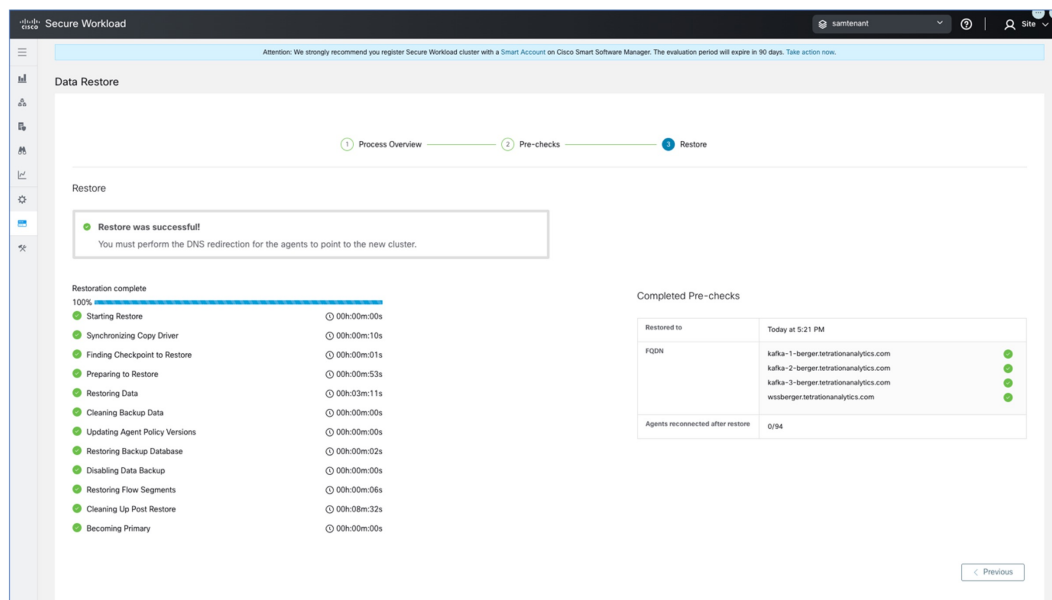 cisco Secure Workload
samtenant
Site
Attention: We strongly recommend you register Secure Workload cluster with a Smart Account on Cisco Smart Software Manager. The evaluation period will expire in 90 days. Take action now.
Data Restore
1 Process Overview
2 Pre-checks
3 Restore
Restore
Restore was successful!
You must perform the DNS redirection for the agents to point to the new cluster.
Restoration complete
100%
Starting Restore 00h:00m:00s
Synchronizing Copy Driver 00h:00m:10s
Finding Checkpoint to Restore 00h:00m:01s
Preparing to Restore 00h:00m:53s
Restoring Data 00h:03m:11s
Cleaning Backup Data 00h:00m:00s
Updating Agent Policy Versions 00h:00m:00s
Restoring Backup Database 00h:00m:02s
Disabling Data Backup 00h:00m:00s
Restoring Flow Segments 00h:00m:06s
Cleaning Up Post Restore 00h:08m:32s
Becoming Primary 00h:00m:00s
Completed Pre-checks
Restored to Today at 5:21 PM
FQDN kafka-1-berger.tetrationanalytics.com
kafka-2-berger.tetrationanalytics.com
kafka-3-berger.tetrationanalytics.com
wssberger.tetrationanalytics.com
Agents reconnected after restore 0/94
< Previous